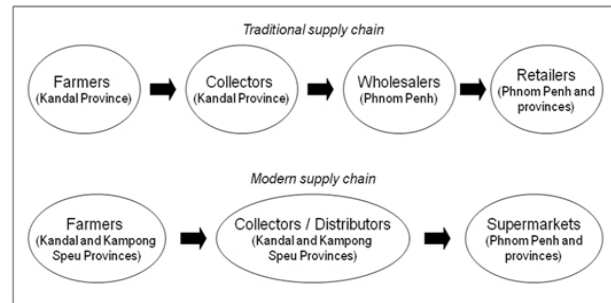 Traditional supply chain
Farmers
(Kandal Province)
Collectors
(Kandal Province)
Wholesalers
(Phnom Penh)
Retailers
(Phnom Penh and
provinces)
Modern supply chain
Farmers
(Kandal and Kampong
Speu Provinces)
Collectors / Distributors
(Kandal and Kampong
Speu Provinces)
Supermarkets
(Phnom Penh and
provinces)